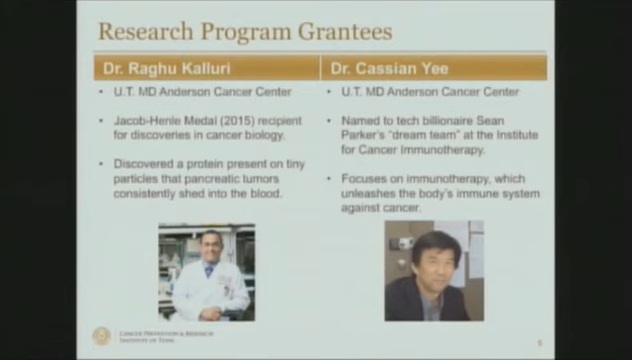 Research Program Grantees
Dr. Raghu Kalluri
• U.T. MD Anderson Cancer Center
• Jacob-Henle Medal (2015) recipient
for discoveries in cancer biology.
• Discovered a protein present on tiny
particles that pancreatic tumors
consistently shed into the blood.
Dr. Cassian Yee
• U.T. MD Anderson Cancer Center
• Named to tech billionaire Sean
Parker's "dream team" at the Institute
for Cancer Immunotherapy.
• Focuses on immunotherapy, which
unleashes the body's immune system
against cancer.
CANCER PREVENTION & RESEARCH
INSTITUTE OF TEXAS